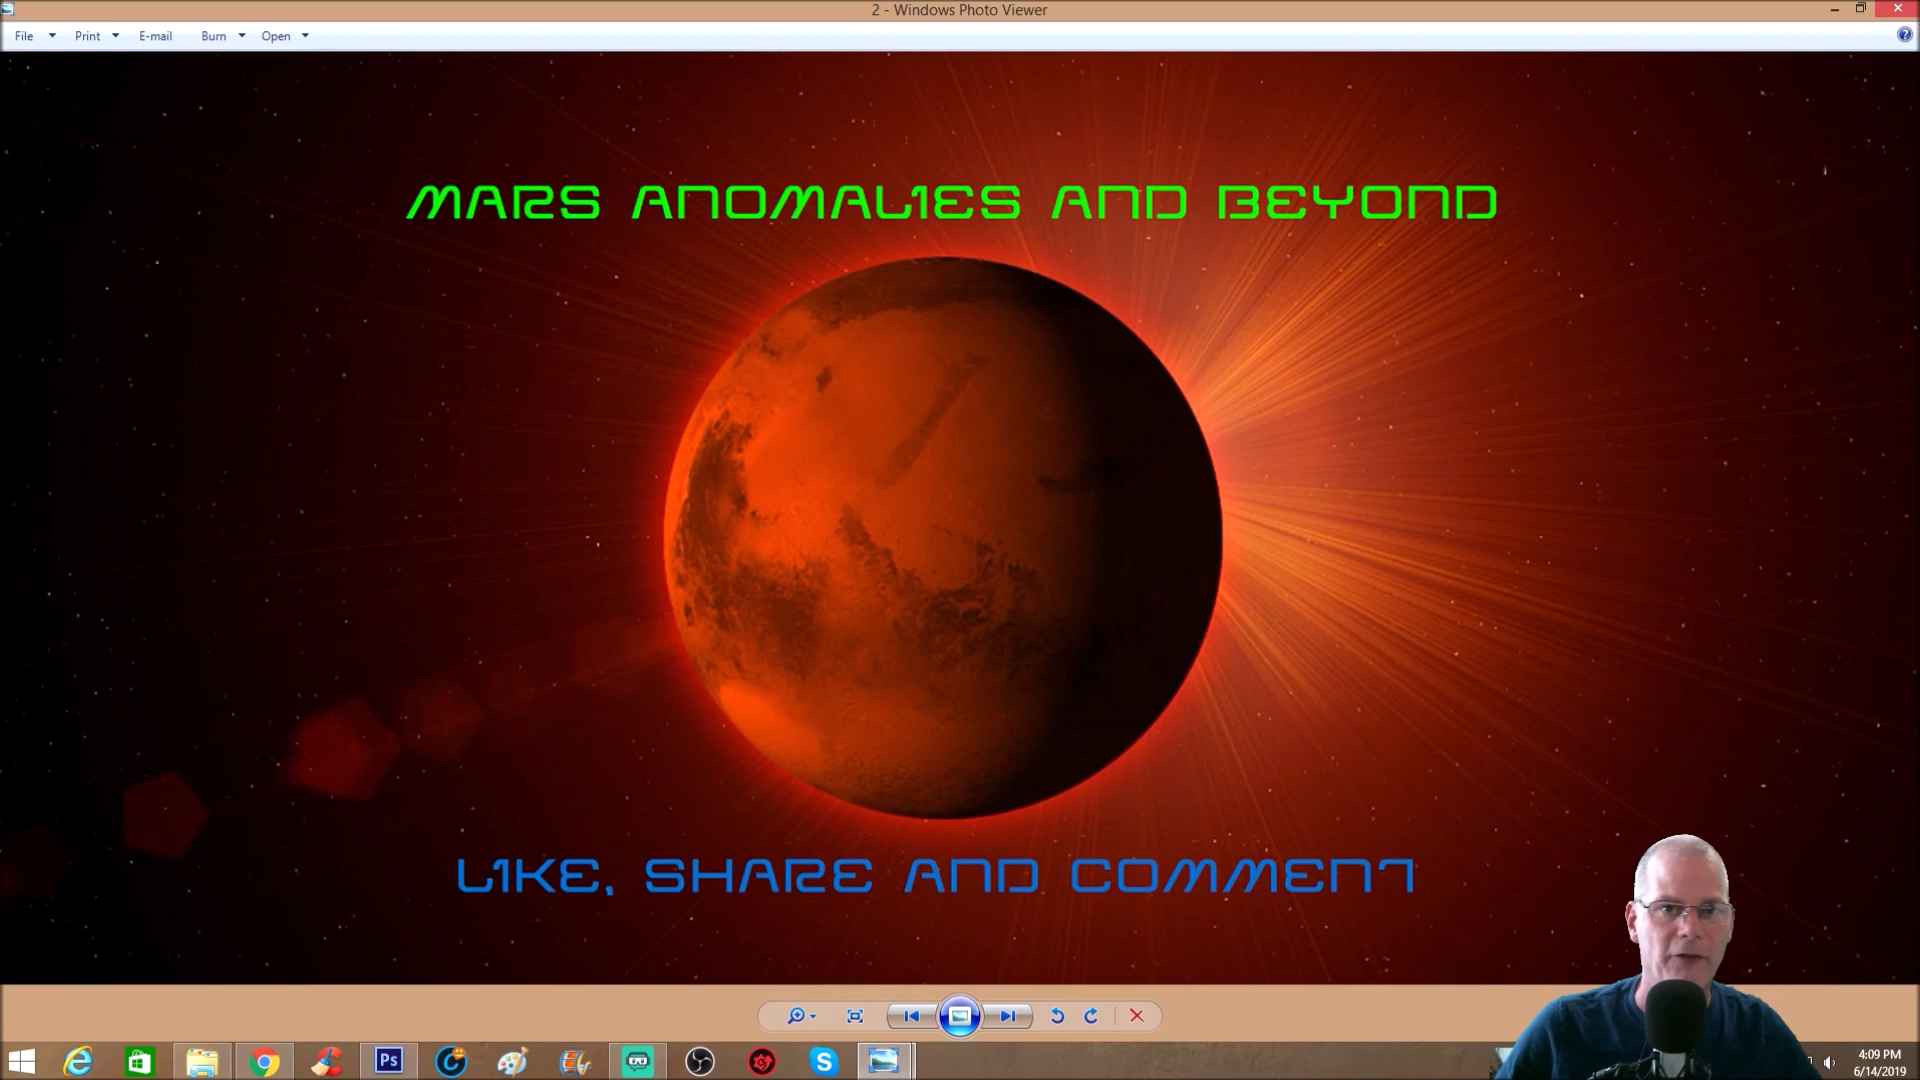 2 - Windows Photo Viewer
File Print E-mail Burn Open
MARS ANOMALIES AND BEYOND
LIKE, SHARE AND COMMENT
Ps
4:09 PM
6/14/2019